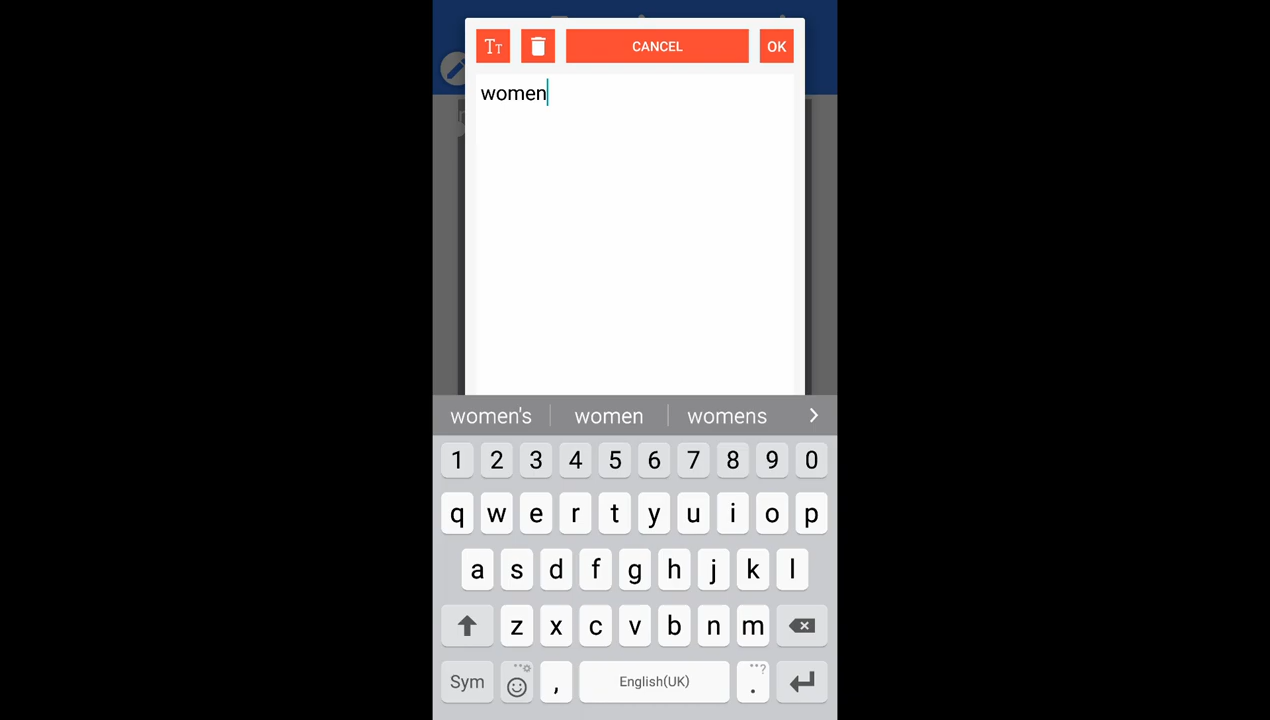 TT
CANCEL
OK
women
women's women womens
1 2 3 4 5 6 7 8 9 0
q w e r t y u i o p
a s d f g h j k l
z x c v b n m
Sym , English(UK) .